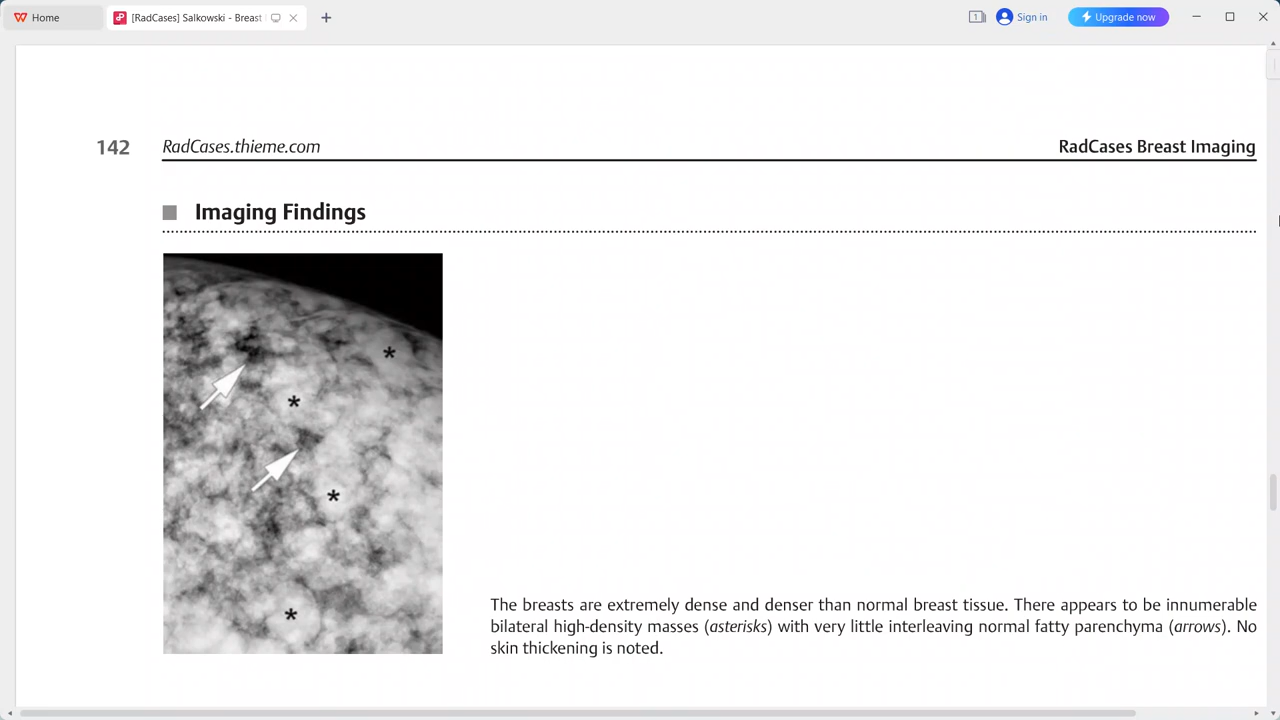 Home
[RadCases] Salkowski - Breast
1
Sign in
Upgrade now
142
RadCases.thieme.com
RadCases Breast Imaging
Imaging Findings
*
*
*
*
The breasts are extremely dense and denser than normal breast tissue. There appears to be innumerable
bilateral high-density masses (asterisks) with very little interleaving normal fatty parenchyma (arrows). No
skin thickening is noted.